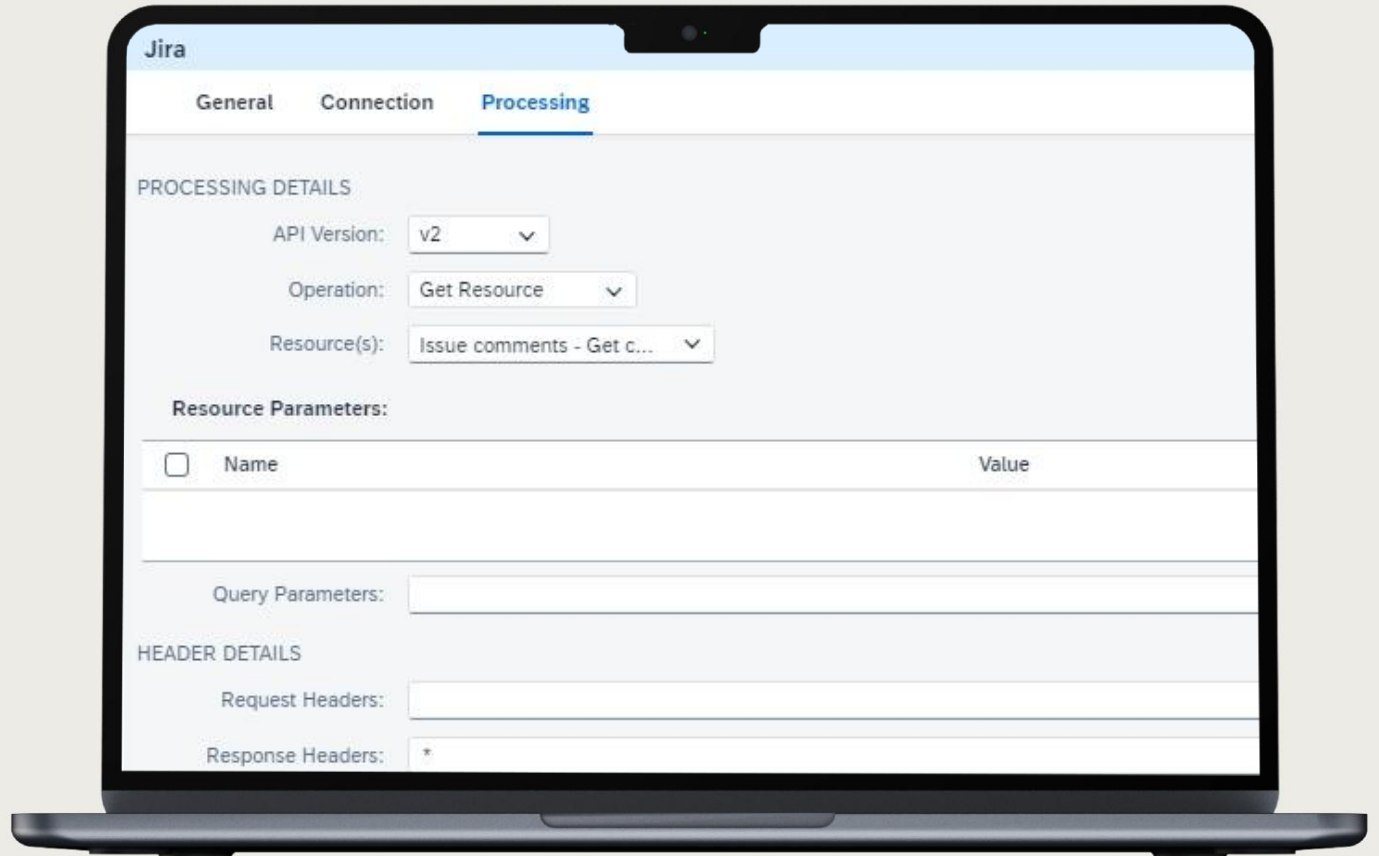 Jira
General Connection Processing
PROCESSING DETAILS
API Version: v2
Operation: Get Resource
Resource(s): Issue comments - Get c...
Resource Parameters:
Name Value
Query Parameters:
HEADER DETAILS
Request Headers:
Response Headers: *